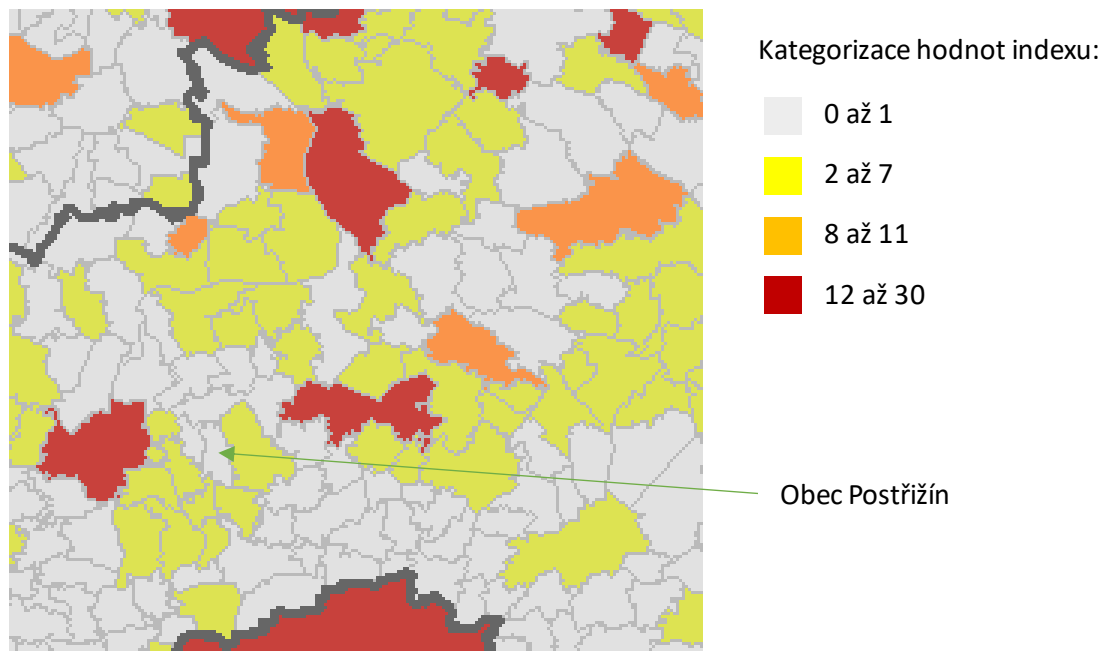 Kategorizace hodnot indexu:
0 až 1
2 až 7
8 až 11
12 až 30
Obec Postřižín